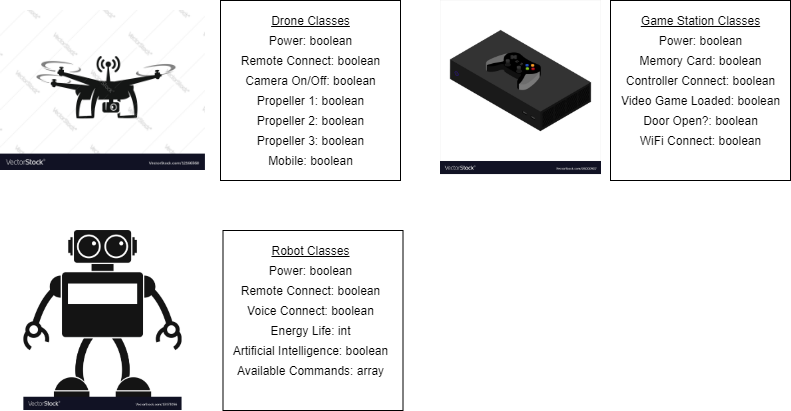 Drone Classes
Power: boolean
Remote Connect: boolean
Camera On/Off: boolean
Propeller 1: boolean
Propeller 2: boolean
Propeller 3: boolean
Mobile: boolean
VectorStock®
Game Station Classes
Power: boolean
Memory Card: boolean
Controller Connect: boolean
Video Game Loaded: boolean
Door Open?: boolean
WiFi Connect: boolean
VectorStock®
Robot Classes
Power: boolean
Remote Connect: boolean
Voice Connect: boolean
Energy Life: int
Artificial Intelligence: boolean
Available Commands: array
VectorStock®